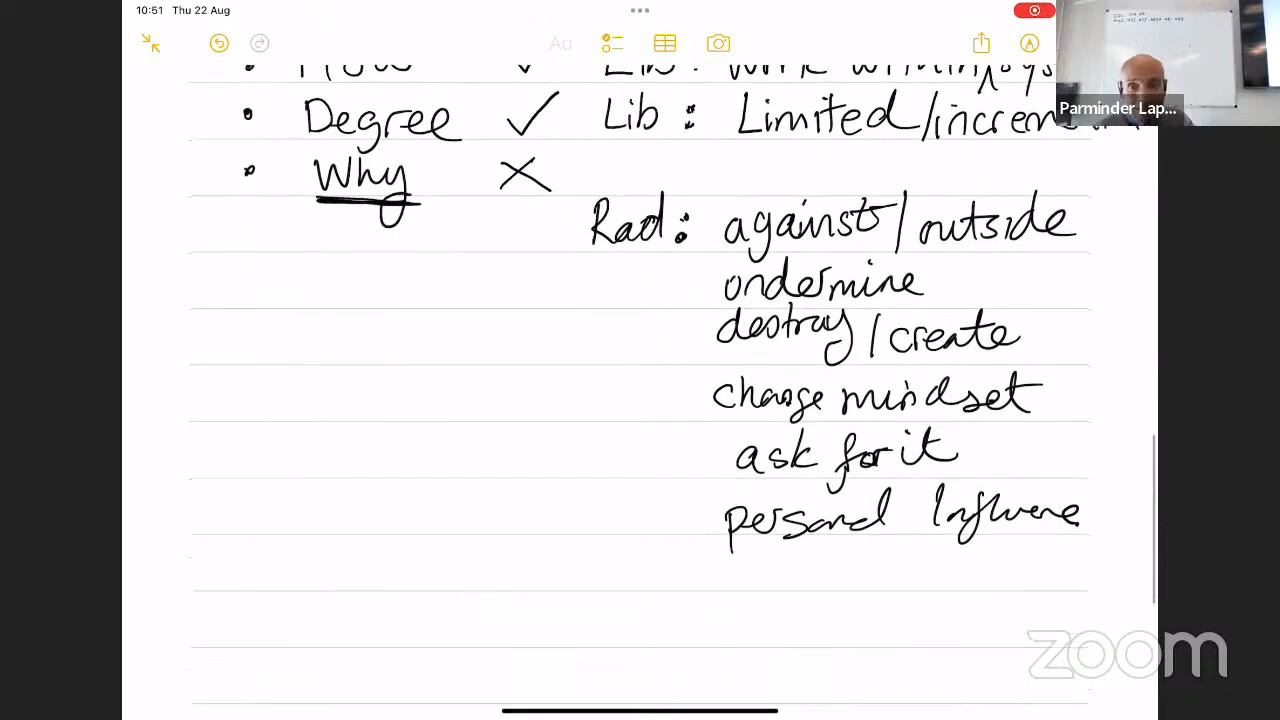 10:51 Thu 22 Aug
Aa
Parminder Lap...
• Degree ✓ Lib : Limited/increm
• Why ✗
Rad : against/outside
undermine
destroy/create
change mindset
ask for it
personal Influence
zoom